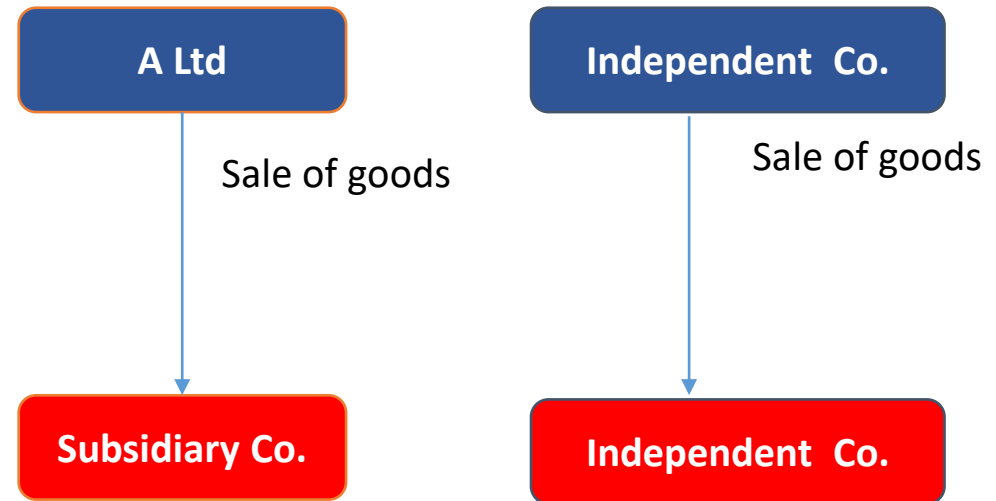 A Ltd
Independent Co.
Sale of goods
Sale of goods
Subsidiary Co.
Independent Co.